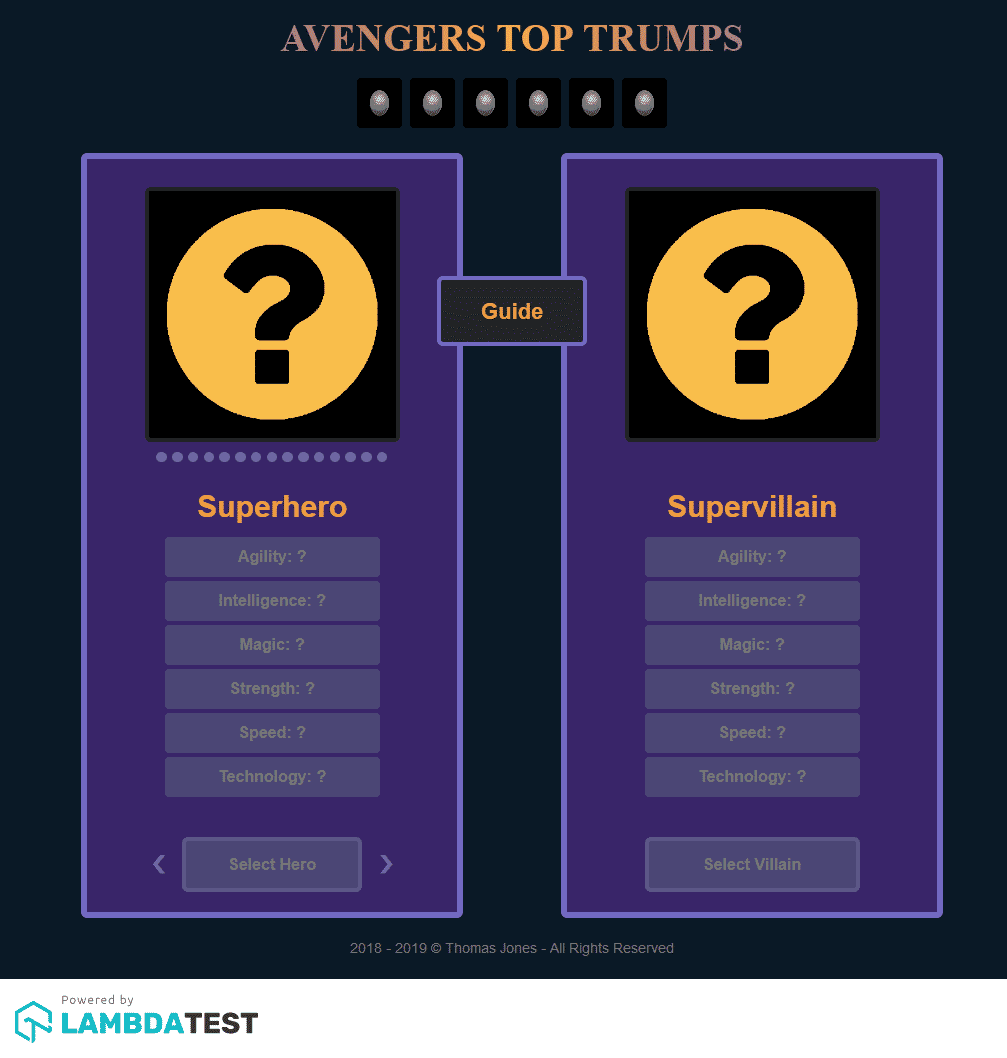 AVENGERS TOP TRUMPS
Guide
Superhero
Agility: ?
Intelligence: ?
Magic: ?
Strength: ?
Speed: ?
Technology: ?
‹ Select Hero ›
Supervillain
Agility: ?
Intelligence: ?
Magic: ?
Strength: ?
Speed: ?
Technology: ?
Select Villain
2018 - 2019 © Thomas Jones - All Rights Reserved
Powered by
LAMBDATEST